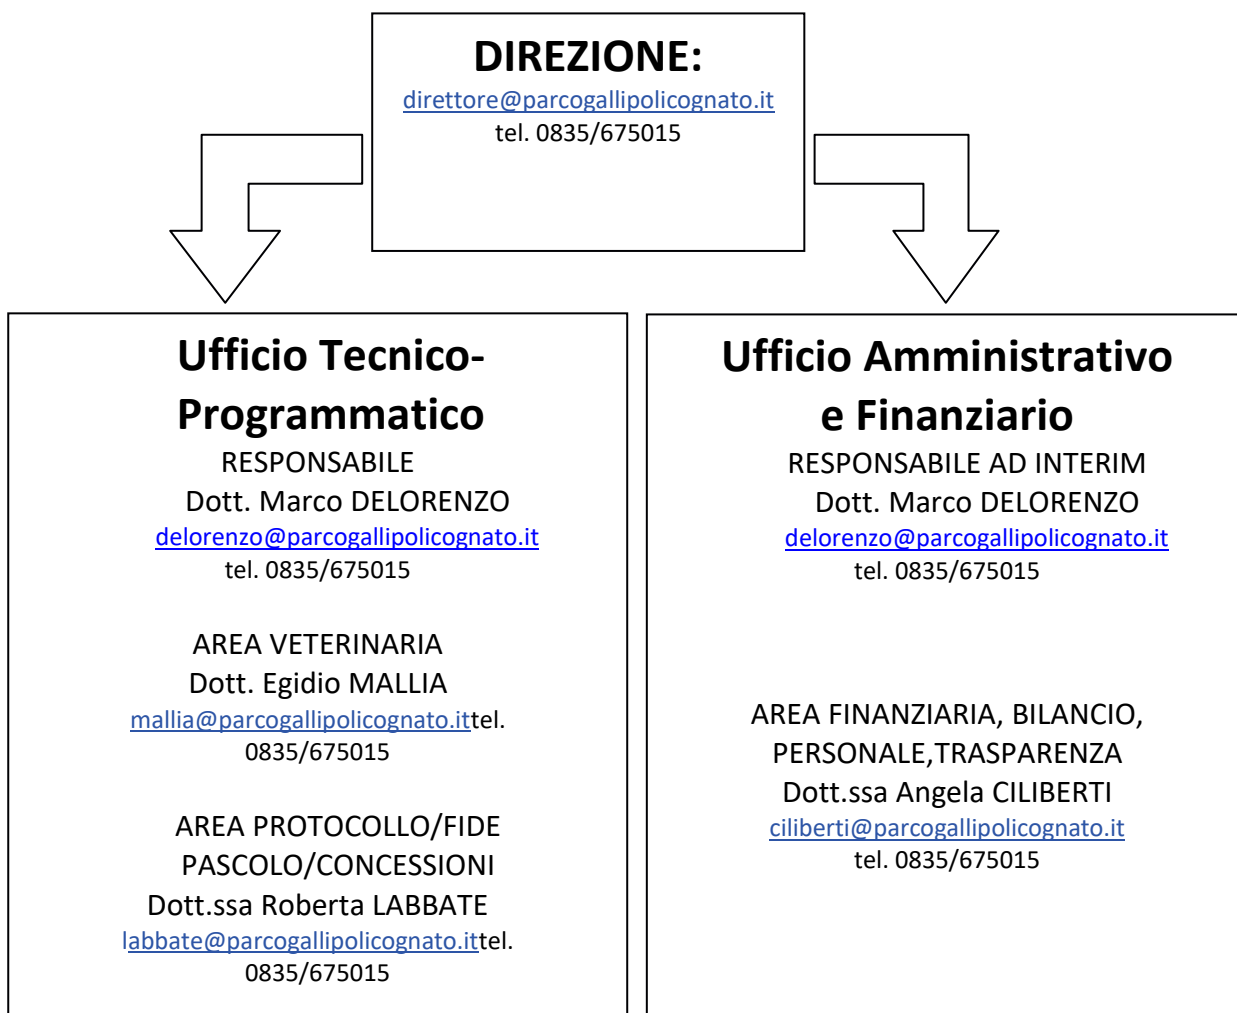 DIREZIONE:
direttore@parcogallipolicognato.it
tel. 0835/675015
Ufficio Tecnico-
Programmatico
RESPONSABILE
Dott. Marco DELORENZO
delorenzo@parcogallipolicognato.it
tel. 0835/675015
AREA VETERINARIA
Dott. Egidio MALLIA
mallia@parcogallipolicognato.ittel.
0835/675015
AREA PROTOCOLLO/FIDE
PASCOLO/CONCESSIONI
Dott.ssa Roberta LABBATE
labbate@parcogallipolicognato.ittel.
0835/675015
Ufficio Amministrativo
e Finanziario
RESPONSABILE AD INTERIM
Dott. Marco DELORENZO
delorenzo@parcogallipolicognato.it
tel. 0835/675015
AREA FINANZIARIA, BILANCIO,
PERSONALE,TRASPARENZA
Dott.ssa Angela CILIBERTI
ciliberti@parcogallipolicognato.it
tel. 0835/675015